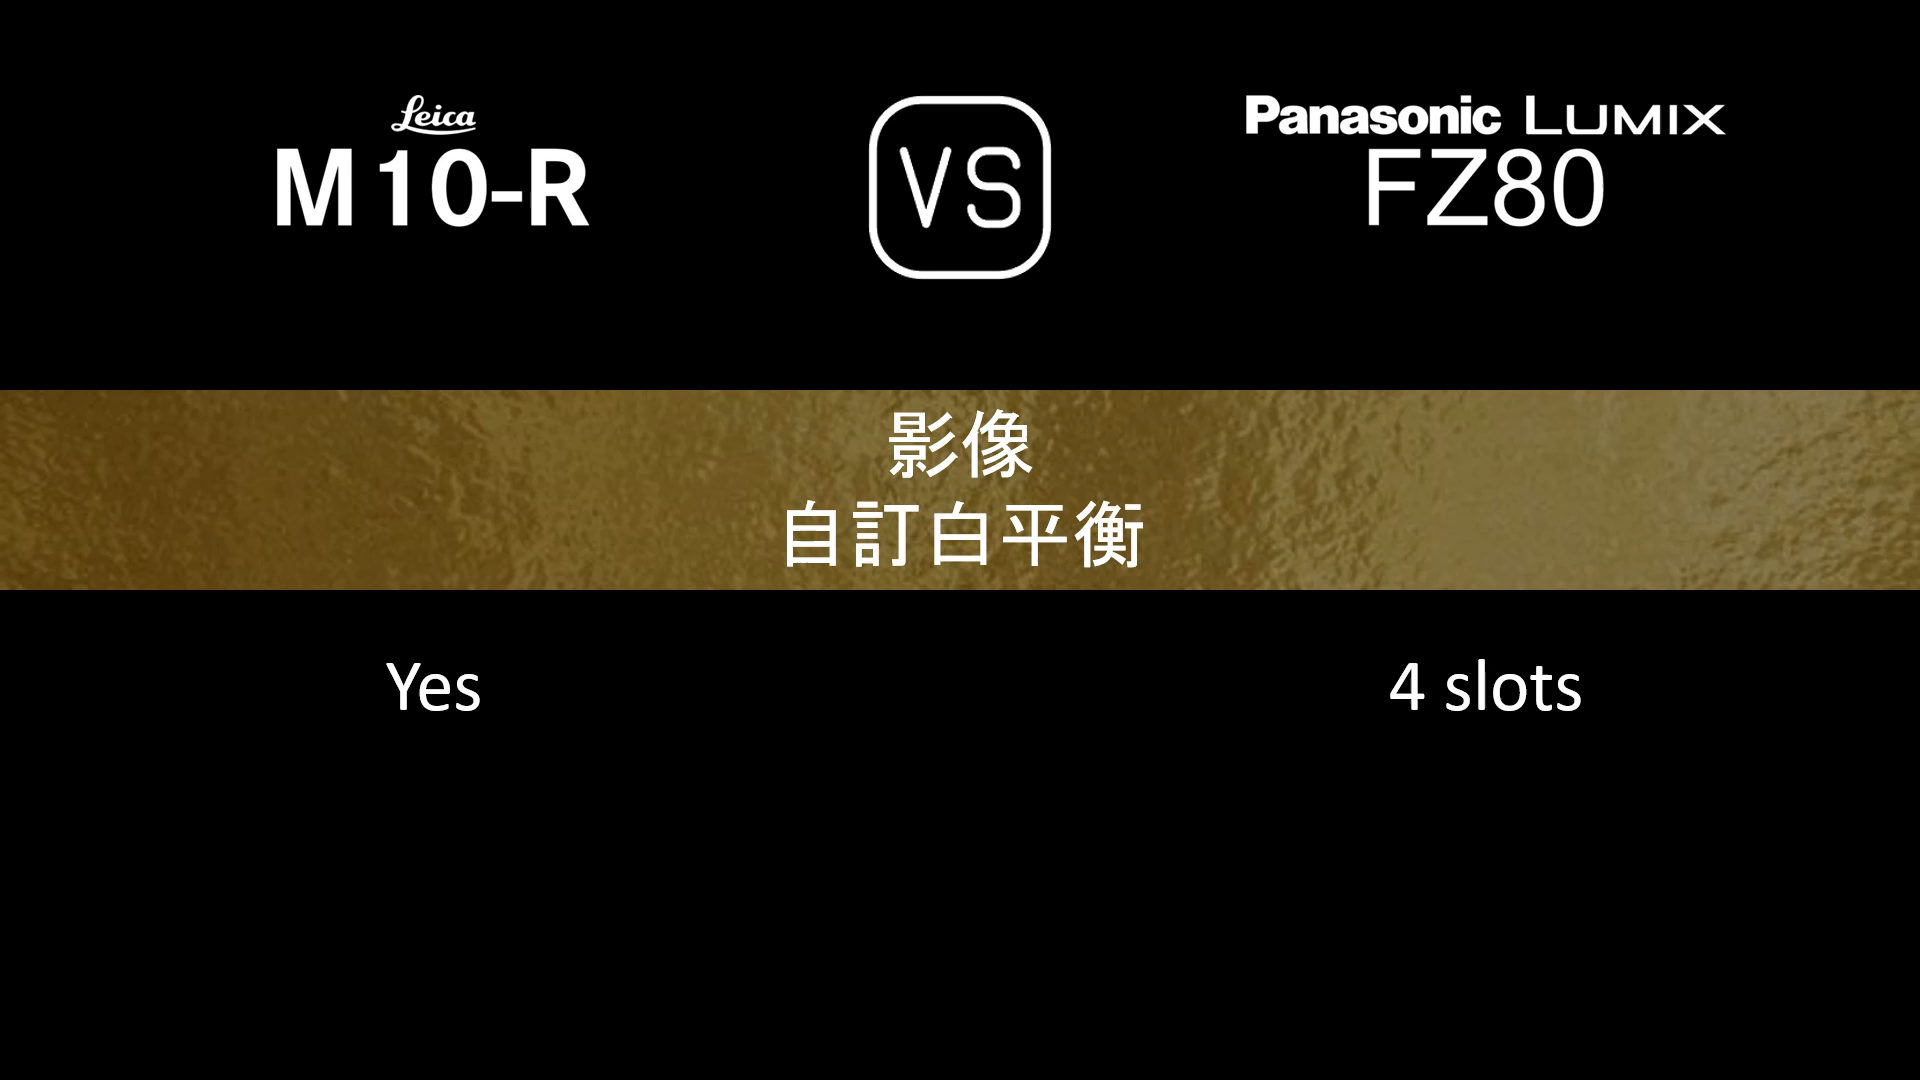 Leica
M10-R
VS
Panasonic LUMIX
FZ80
影像
自訂白平衡
Yes
4 slots